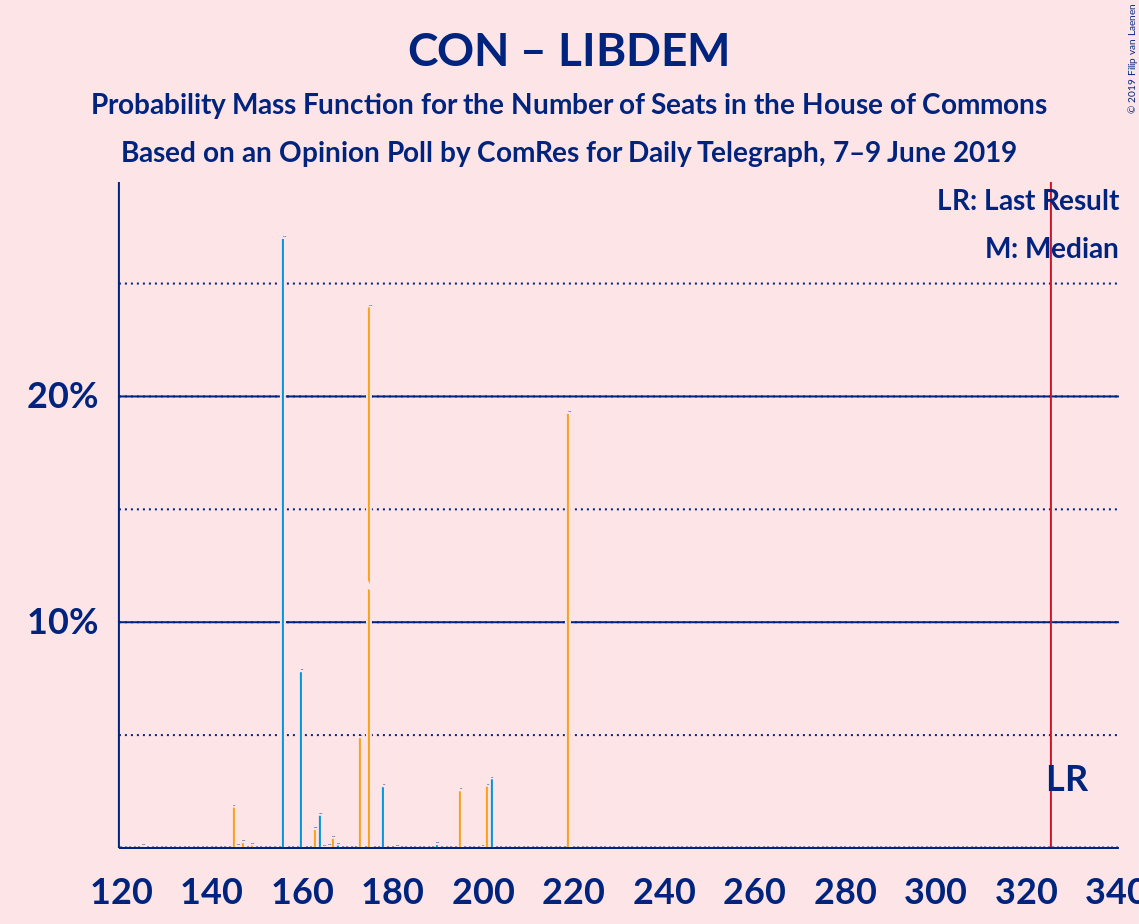 CON – LIBDEM
Probability Mass Function for the Number of Seats in the House of Commons
Based on an Opinion Poll by ComRes for Daily Telegraph, 7–9 June 2019
© 2019 Filip van Laenen
LR: Last Result
M: Median
20%
10%
LR
120 140 160 180 200 220 240 260 280 300 320 340